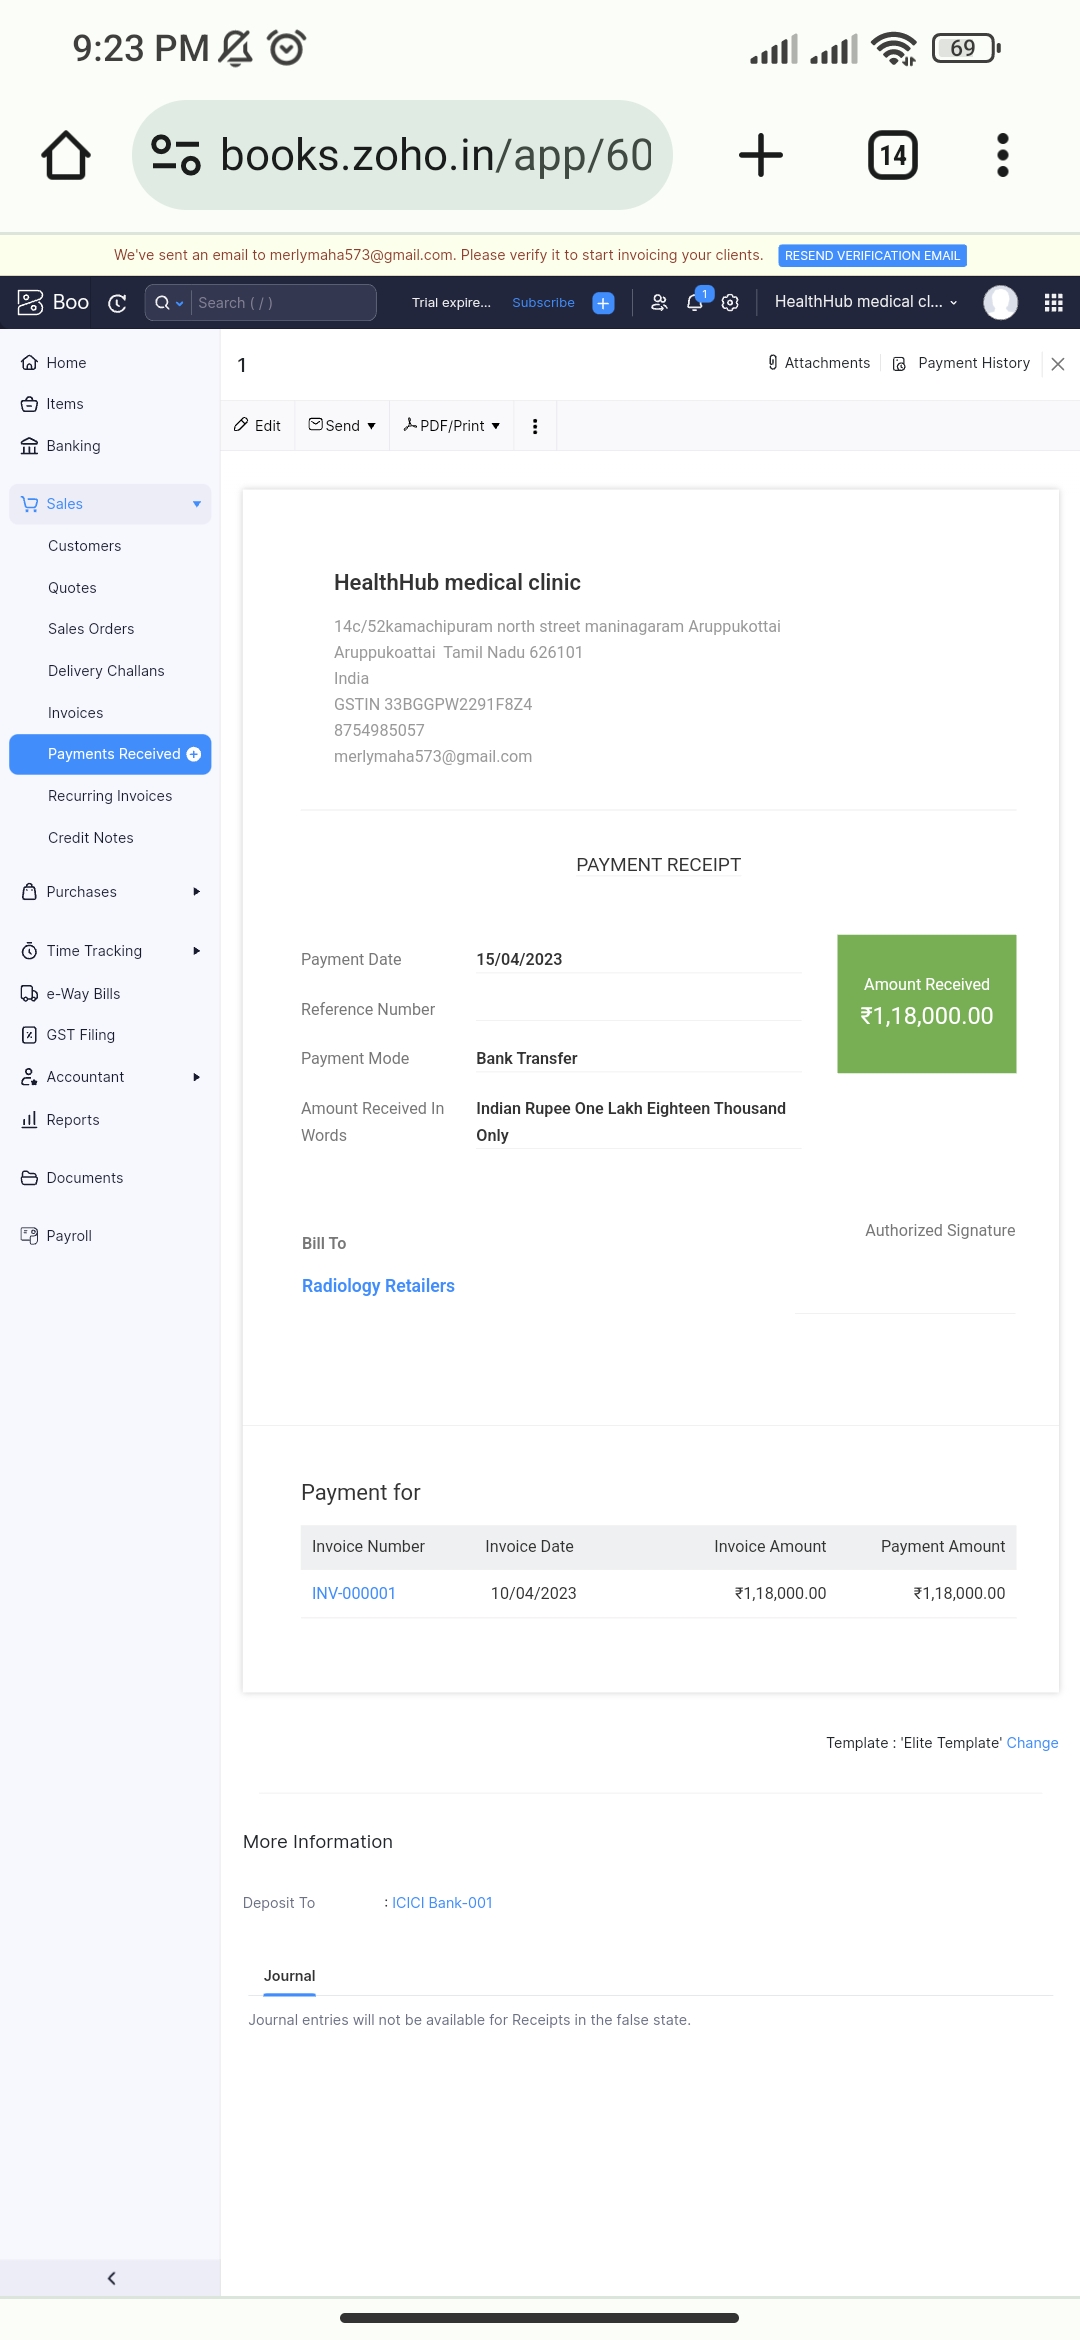 9:23 PM
69
books.zoho.in/app/60
14
We've sent an email to merlymaha573@gmail.com. Please verify it to start invoicing your clients. RESEND VERIFICATION EMAIL
Boo
Search ( / )
Trial expire...
Subscribe
1
HealthHub medical cl...
Home
Items
Banking
Sales
Customers
Quotes
Sales Orders
Delivery Challans
Invoices
Payments Received
Recurring Invoices
Credit Notes
Purchases
Time Tracking
e-Way Bills
GST Filing
Accountant
Reports
Documents
Payroll
1
Attachments
Payment History
Edit
Send
PDF/Print
HealthHub medical clinic
14c/52kamachipuram north street maninagaram Aruppukottai
Aruppukoattai Tamil Nadu 626101
India
GSTIN 33BGGPW2291F8Z4
8754985057
merlymaha573@gmail.com
PAYMENT RECEIPT
Payment Date 15/04/2023
Reference Number
Payment Mode Bank Transfer
Amount Received In Words Indian Rupee One Lakh Eighteen Thousand Only
Amount Received
₹1,18,000.00
Bill To
Radiology Retailers
Authorized Signature
Payment for
Invoice Number Invoice Date Invoice Amount Payment Amount
INV-000001 10/04/2023 ₹1,18,000.00 ₹1,18,000.00
Template : 'Elite Template' Change
More Information
Deposit To : ICICI Bank-001
Journal
Journal entries will not be available for Receipts in the false state.